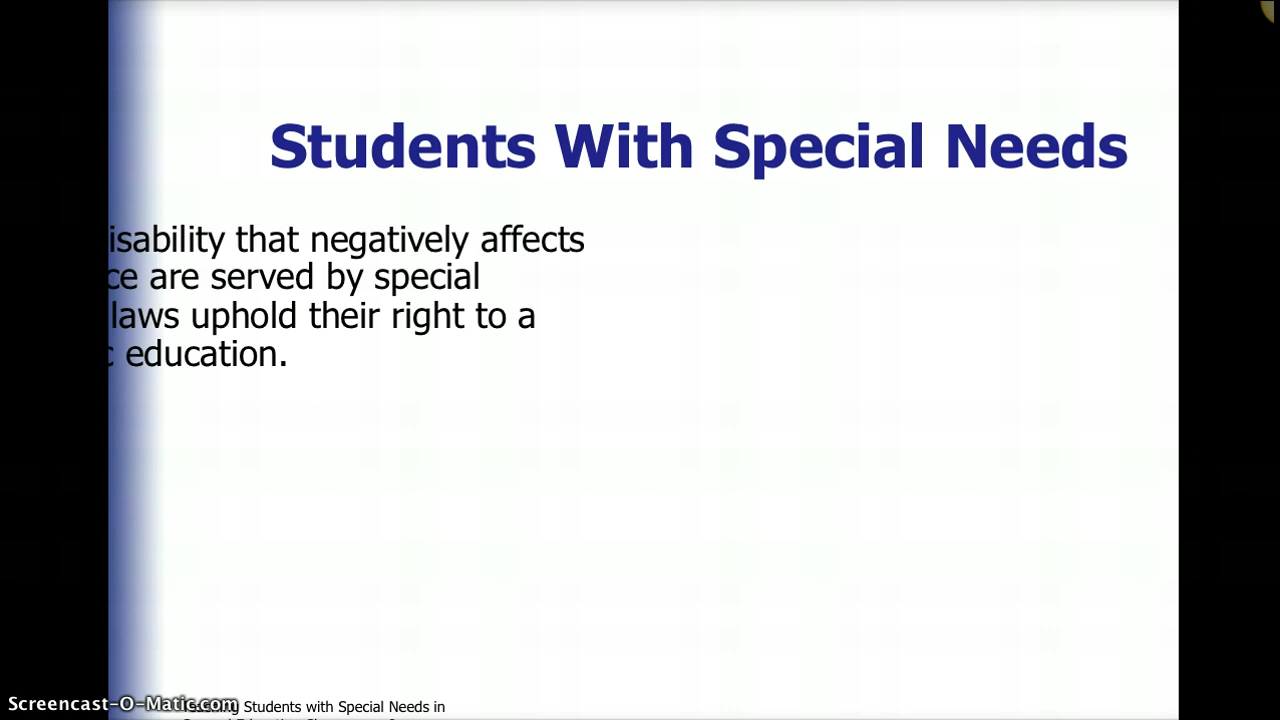 Students With Special Needs
isability that negatively affects
ce are served by special
laws uphold their right to a
c education.
Screencast-O-Matic.com
Students with Special Needs in